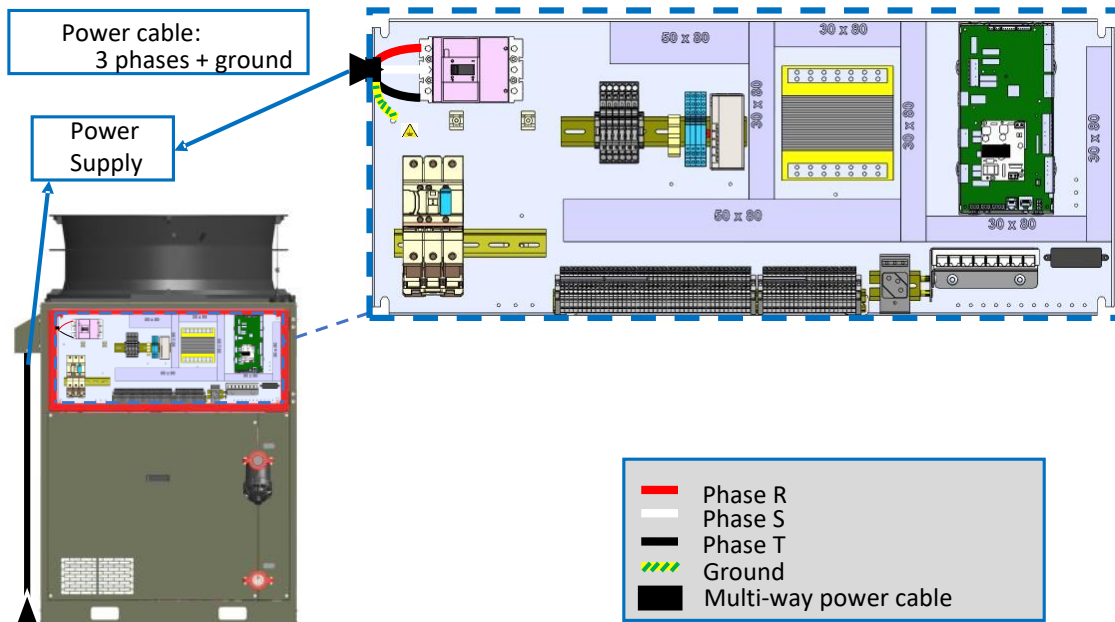 Power cable:
3 phases + ground
Power
Supply
50 x 80
30 x 80
30 x 80
30 x 80
30 x 80
50 x 80
30 x 80
Phase R
Phase S
Phase T
Ground
Multi-way power cable